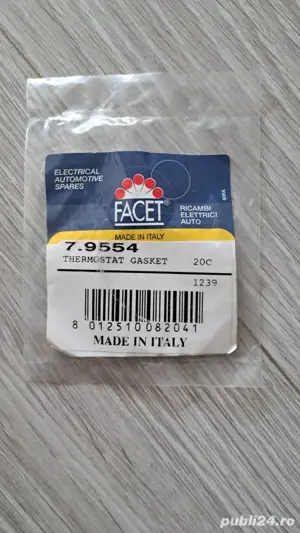 ELECTRICAL
AUTOMOTIVE
SPARES
FACET
RICAMBI
ELETTRICI
AUTO
MADE IN ITALY
7.9554
THERMOSTAT GASKET 20C
1239
8 012510 082041
MADE IN ITALY
publi24.ro